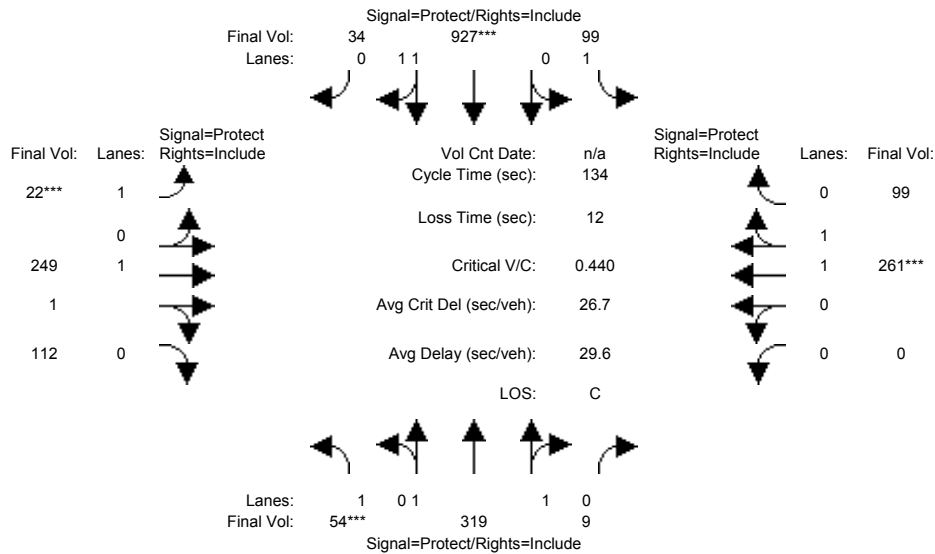 Signal=Protect/Rights=Include
Final Vol: 34 927*** 99
Lanes: 0 1 1 0 1
Signal=Protect
Final Vol: Lanes: Rights=Include
Vol Cnt Date: n/a
Signal=Protect
Rights=Include Lanes: Final Vol:
Cycle Time (sec): 134
22*** 1
0 99
Loss Time (sec): 12
0
1
249 1
Critical V/C: 0.440
1 261***
1
Avg Crit Del (sec/veh): 26.7
0
112 0
Avg Delay (sec/veh): 29.6
0 0
LOS: C
Lanes: 1 0 1 1 0
Final Vol: 54*** 319 9
Signal=Protect/Rights=Include